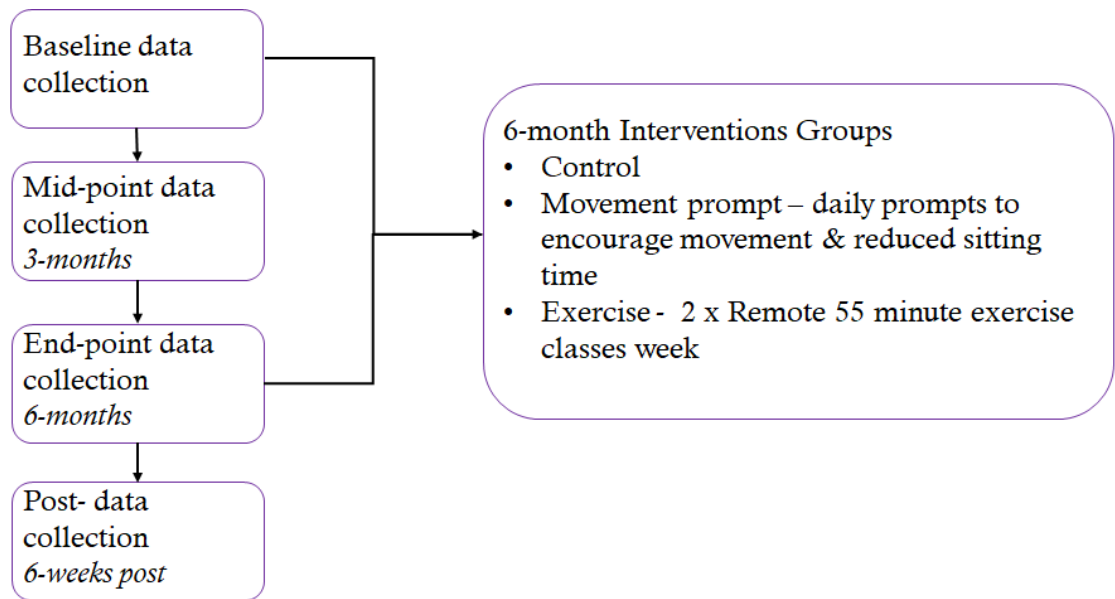 Baseline data
collection
Mid-point data
collection
3-months
End-point data
collection
6-months
Post- data
collection
6-weeks post
6-month Interventions Groups
• Control
• Movement prompt – daily prompts to
encourage movement & reduced sitting
time
• Exercise - 2 x Remote 55 minute exercise
classes week